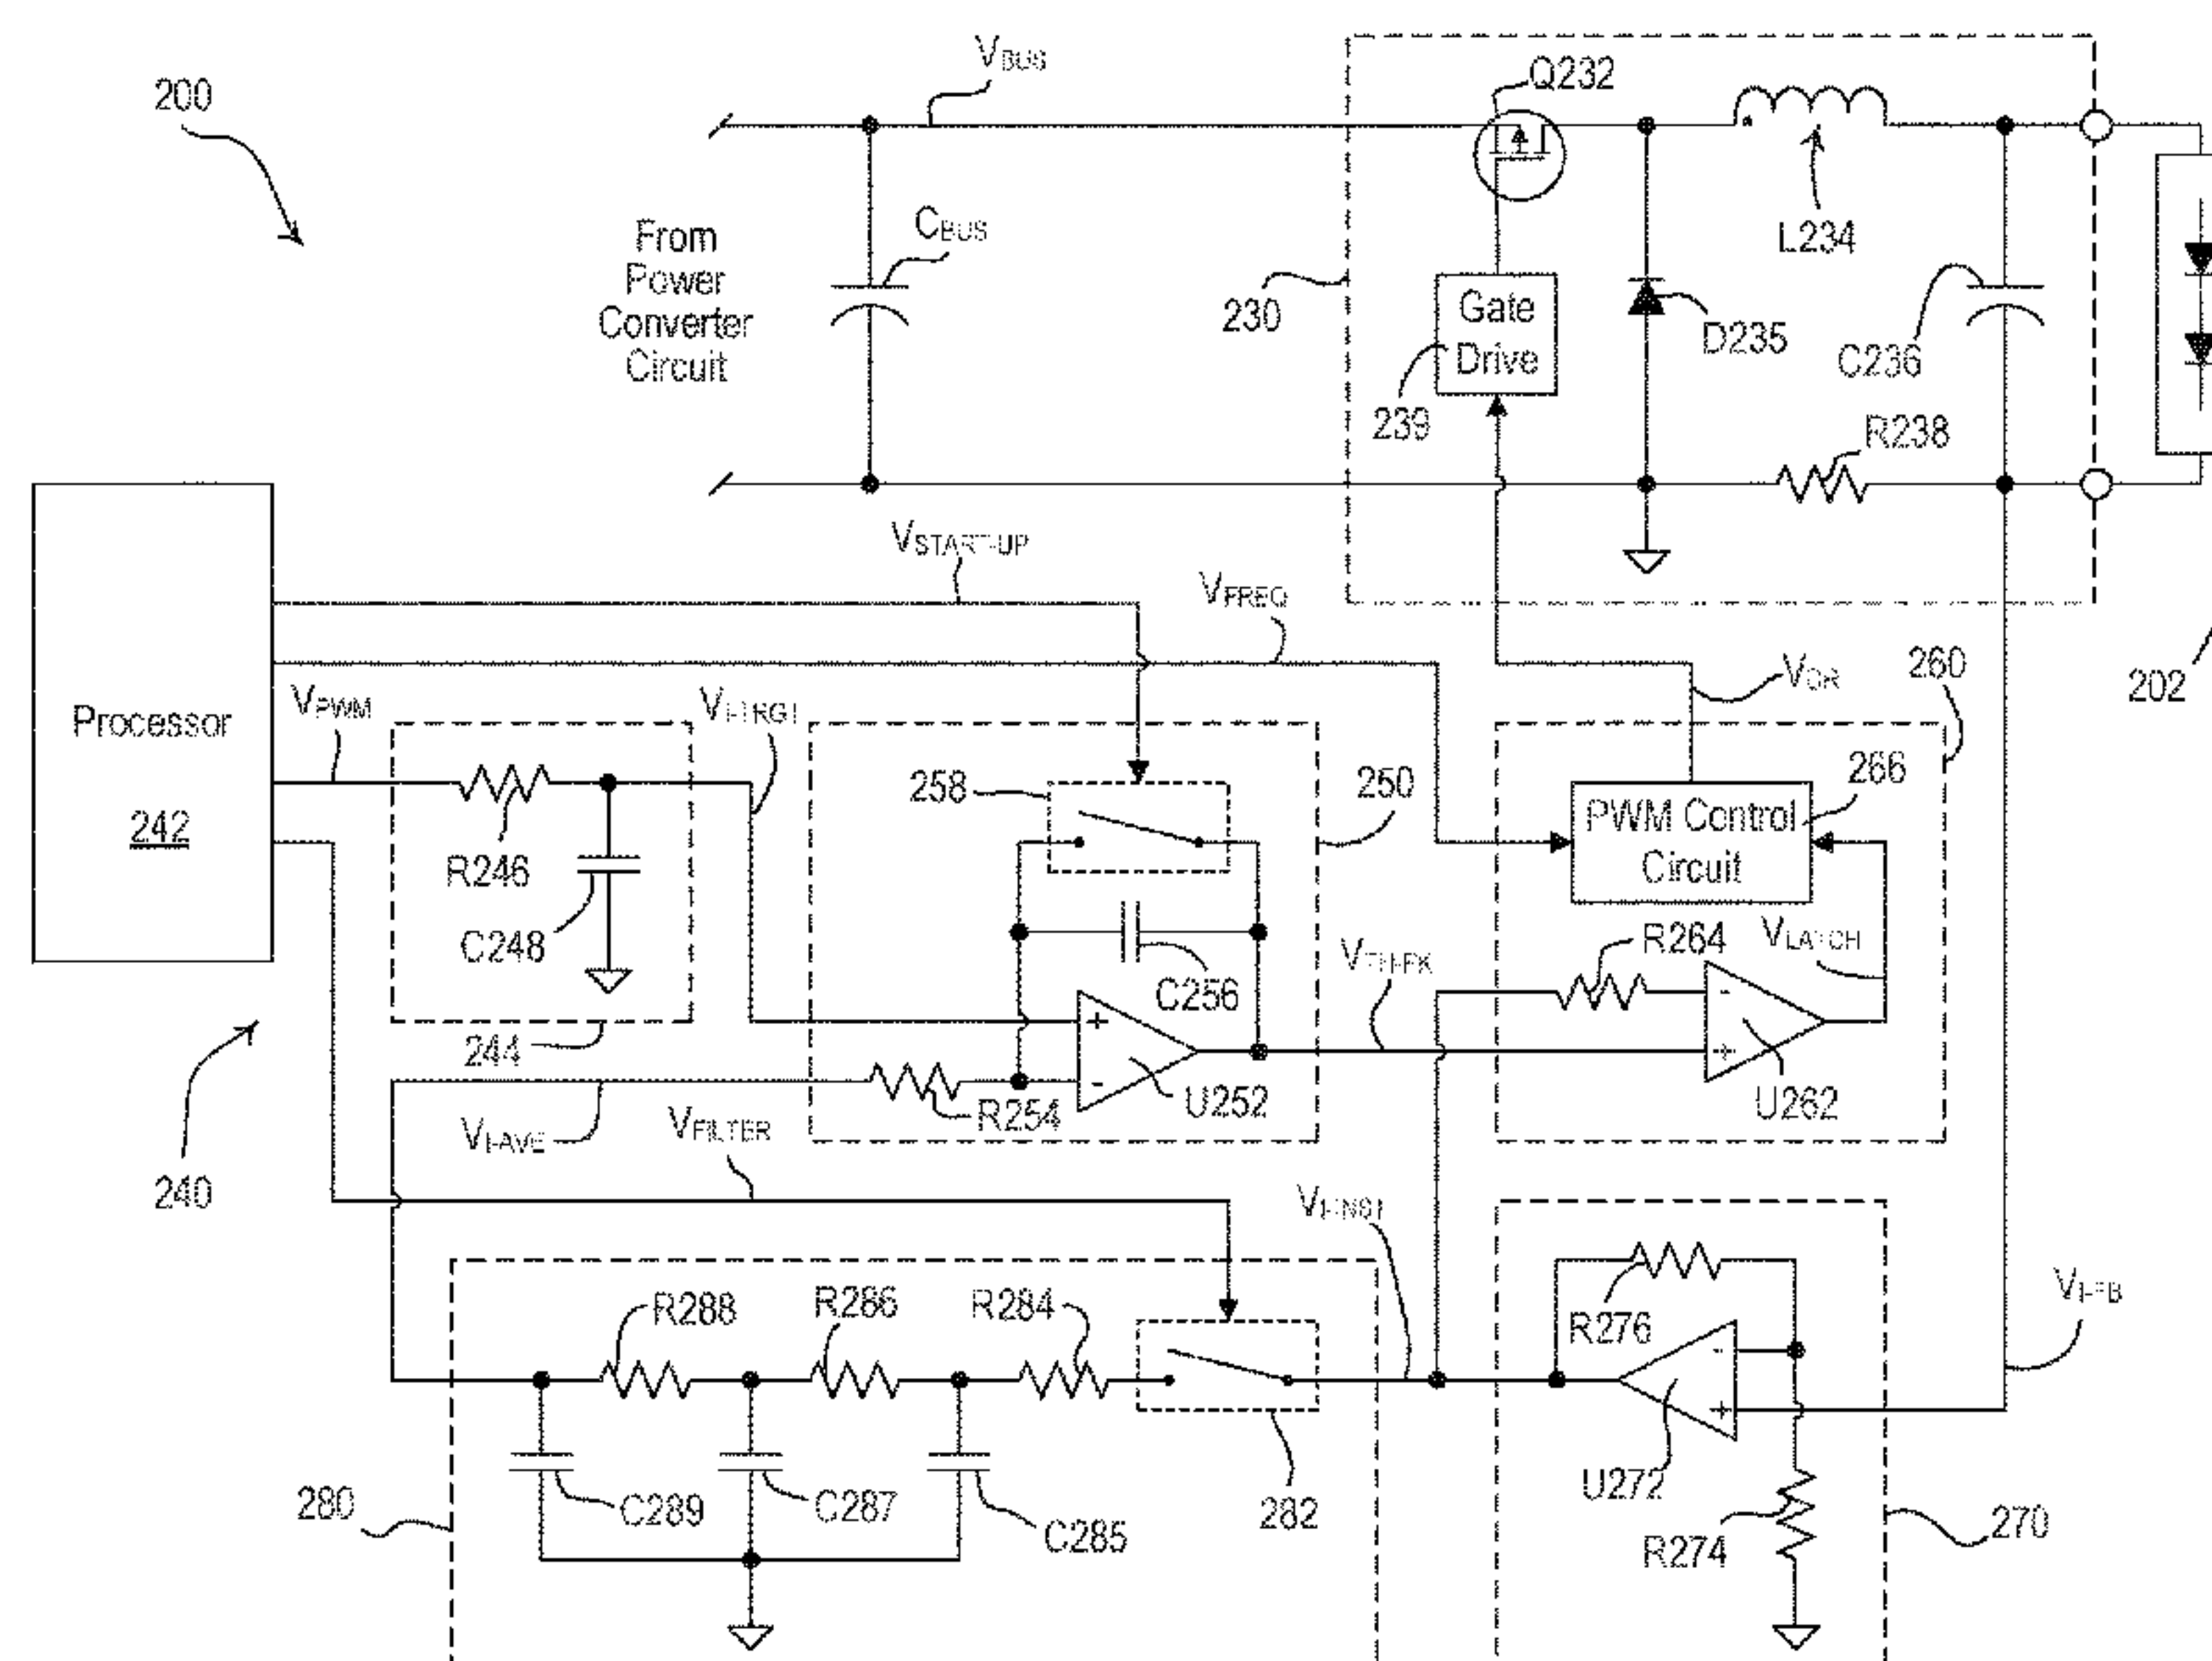 200
VBUS
Q232
CBUS
From
Power
Converter
Circuit
230
Gate
Drive
239
D235
L234
C236
R238
202
VSTART-UP
VFREQ
VDR
260
Processor
242
VPWM
VI-TRGT
R246
C248
244
258
250
C256
U252
R254
266
PWM Control
Circuit
R264
VLATCH
VTH-PK
-
+
U262
+
-
240
VI-AVE
VFILTER
VI-INST
VI-FB
R288
R286
R284
282
C289
C287
C285
280
R276
-
+
U272
R274
270